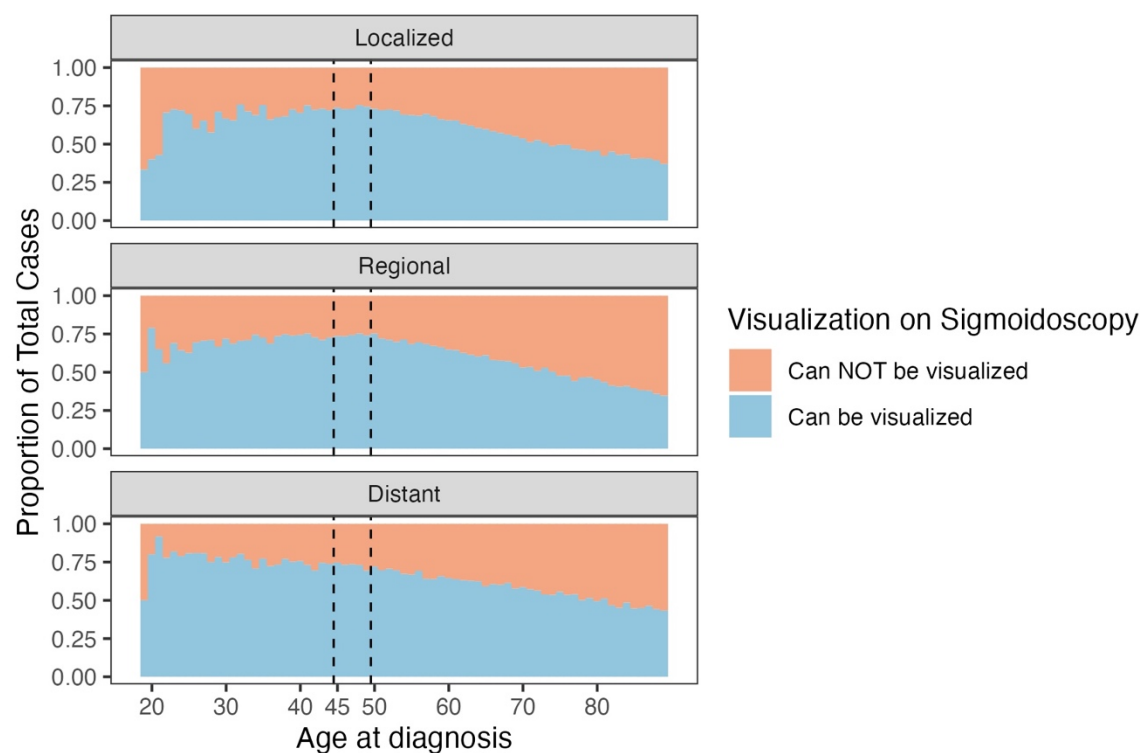 Localized
1.00
0.75
0.50
0.25
0.00
Regional
1.00
0.75
0.50
0.25
0.00
Distant
1.00
0.75
0.50
0.25
0.00
20 30 40 45 50 60 70 80
Age at diagnosis
Proportion of Total Cases
Visualization on Sigmoidoscopy
Can NOT be visualized
Can be visualized